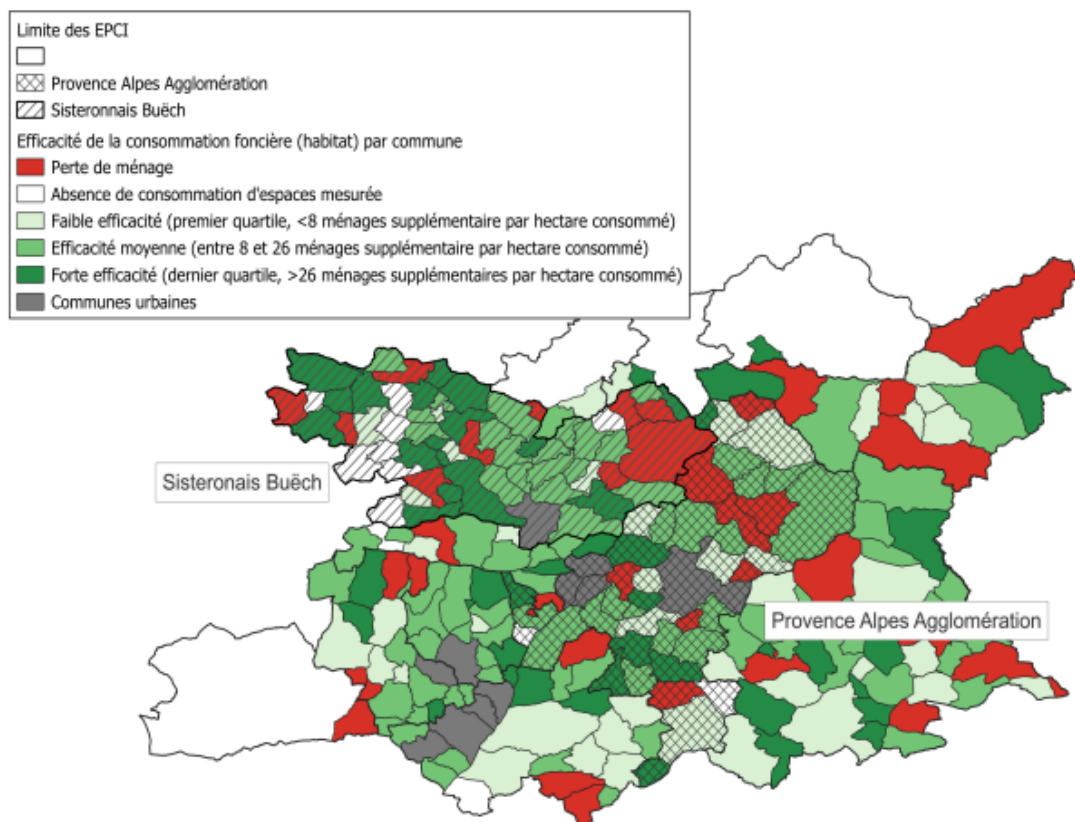 Limite des EPCI
Provence Alpes Agglomération
Sisteronnais Buëch
Efficacité de la consommation foncière (habitat) par commune
Perte de ménage
Absence de consommation d'espaces mesurée
Faible efficacité (premier quartile, <8 ménages supplémentaire par hectare consommé)
Efficacité moyenne (entre 8 et 26 ménages supplémentaire par hectare consommé)
Forte efficacité (dernier quartile, >26 ménages supplémentaires par hectare consommé)
Communes urbaines
Sisteronais Buëch
Provence Alpes Agglomération